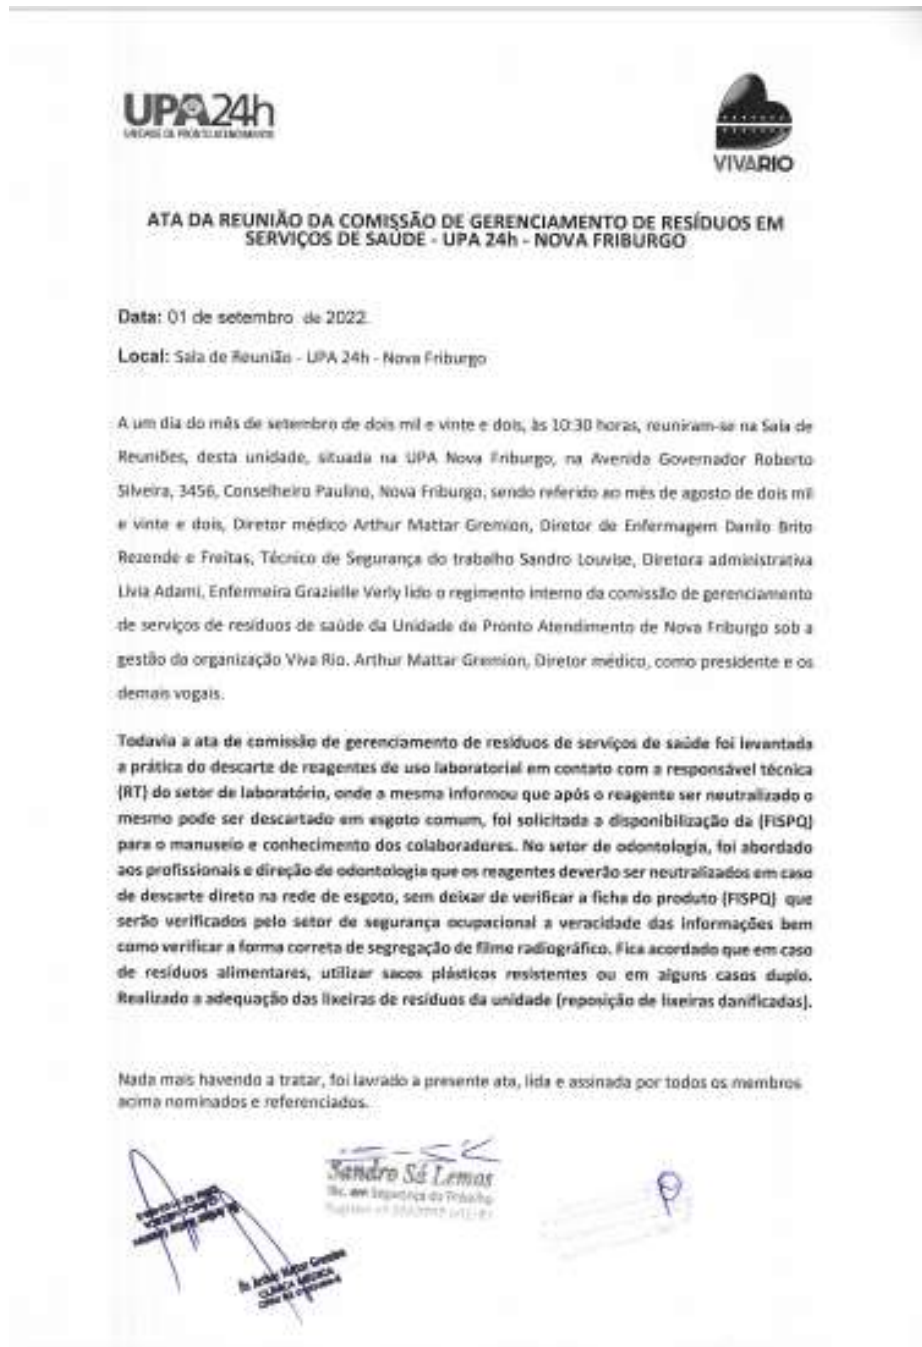 UPA24h
UNIDADE DE PRONTO ATENDIMENTO
VIVARIO
ATA DA REUNIÃO DA COMISSÃO DE GERENCIAMENTO DE RESÍDUOS EM
SERVIÇOS DE SAÚDE - UPA 24h - NOVA FRIBURGO
Data: 01 de setembro de 2022.
Local: Sala de Reunião - UPA 24h - Nova Friburgo
A um dia do mês de setembro de dois mil e vinte e dois, às 10:30 horas, reuniram-se na Sala de
Reuniões, desta unidade, situada na UPA Nova Friburgo, na Avenida Governador Roberto
Silveira, 3456, Conselheiro Paulino, Nova Friburgo, sendo referido ao mês de agosto de dois mil
e vinte e dois, Diretor médico Arthur Mattar Gremion, Diretor de Enfermagem Danilo Brito
Rezende e Freitas, Técnico de Segurança do trabalho Sandro Louvise, Diretora administrativa
Livia Adami, Enfermeira Grazielle Verly lido o regimento interno da comissão de gerenciamento
de serviços de resíduos de saúde da Unidade de Pronto Atendimento de Nova Friburgo sob a
gestão da organização Viva Rio. Arthur Mattar Gremion, Diretor médico, como presidente e os
demais vogais.
Todavia a ata de comissão de gerenciamento de resíduos de serviços de saúde foi levantada
a prática do descarte de reagentes de uso laboratorial em contato com a responsável técnica
(RT) do setor de laboratório, onde a mesma informou que após o reagente ser neutralizado o
mesmo pode ser descartado em esgoto comum, foi solicitada a disponibilização da (FISPQ)
para o manuseio e conhecimento dos colaboradores. No setor de odontologia, foi abordado
aos profissionais e direção de odontologia que os reagentes deverão ser neutralizados em caso
de descarte direto na rede de esgoto, sem deixar de verificar a ficha do produto (FISPQ) que
serão verificados pelo setor de segurança ocupacional a veracidade das informações bem
como verificar a forma correta de segregação de filme radiográfico. Fica acordado que em caso
de resíduos alimentares, utilizar sacos plásticos resistentes ou em alguns casos duplo.
Realizado a adequação das lixeiras de resíduos da unidade (reposição de lixeiras danificadas).
Nada mais havendo a tratar, foi lavrado a presente ata, lida e assinada por todos os membros
acima nominados e referenciados.
Sandro Sá Lemos
Téc. em Segurança do Trabalho
Dr. Arthur Mattar Gremion
CLÍNICA MÉDICA